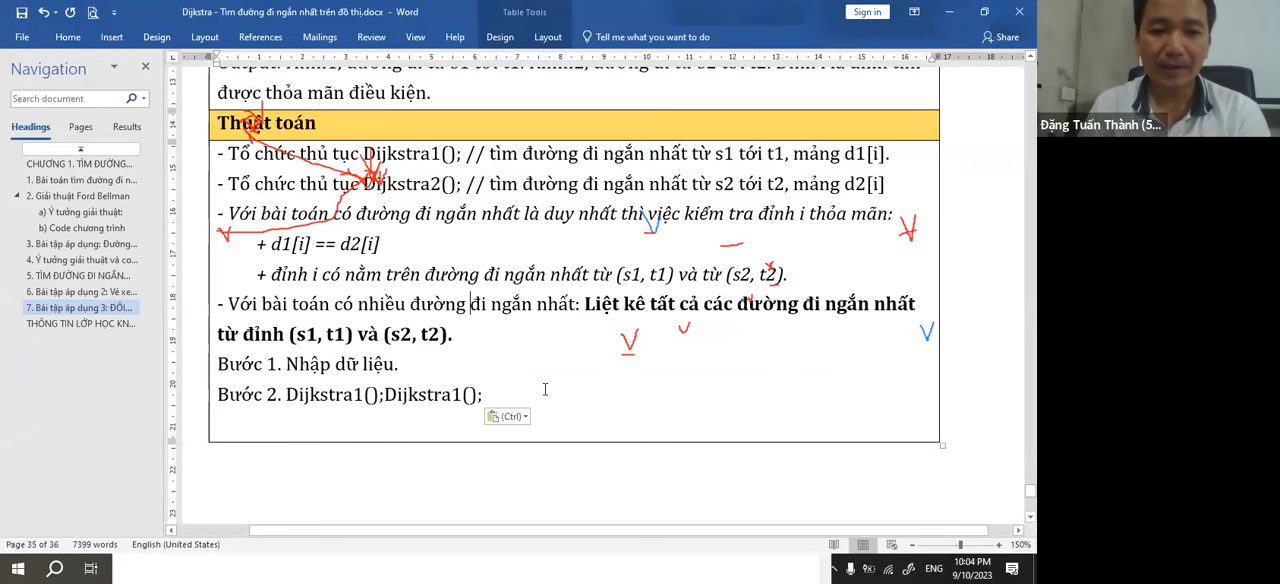 Dijkstra - Tìm đường đi ngắn nhất trên đồ thị.docx - Word
Table Tools
Sign in
File Home Insert Design Layout References Mailings Review View Help Design Layout Tell me what you want to do Share
Navigation
Search document
Headings Pages Results
CHƯƠNG 1. TÌM ĐƯỜNG...
1. Bài toán tìm đường đi n...
2. Giải thuật Ford Bellman
a) Ý tưởng giải thuật:
b) Code chương trình
3. Bài tập áp dụng: Đường...
4. Ý tưởng giải thuật và co...
5. TÌM ĐƯỜNG ĐI NGẮN...
6. Bài tập áp dụng 2: Vé xe...
7. Bài tập áp dụng 3: ĐÔI...
THÔNG TIN LỚP HỌC KN...
được thỏa mãn điều kiện.
Thuật toán
- Tổ chức thủ tục Dijkstra1(); // tìm đường đi ngắn nhất từ s1 tới t1, mảng d1[i].
- Tổ chức thủ tục Dijkstra2(); // tìm đường đi ngắn nhất từ s2 tới t2, mảng d2[i]
- Với bài toán có đường đi ngắn nhất là duy nhất thì việc kiểm tra đỉnh i thỏa mãn:
+ d1[i] == d2[i]
+ đỉnh i có nằm trên đường đi ngắn nhất từ (s1, t1) và từ (s2, t2).
- Với bài toán có nhiều đường đi ngắn nhất: Liệt kê tất cả các đường đi ngắn nhất
từ đỉnh (s1, t1) và (s2, t2).
Bước 1. Nhập dữ liệu.
Bước 2. Dijkstra1();Dijkstra1();
(Ctrl)
Đặng Tuấn Thành (5...
Page 35 of 36 7399 words English (United States) 150%
ENG
10:04 PM
9/10/2023